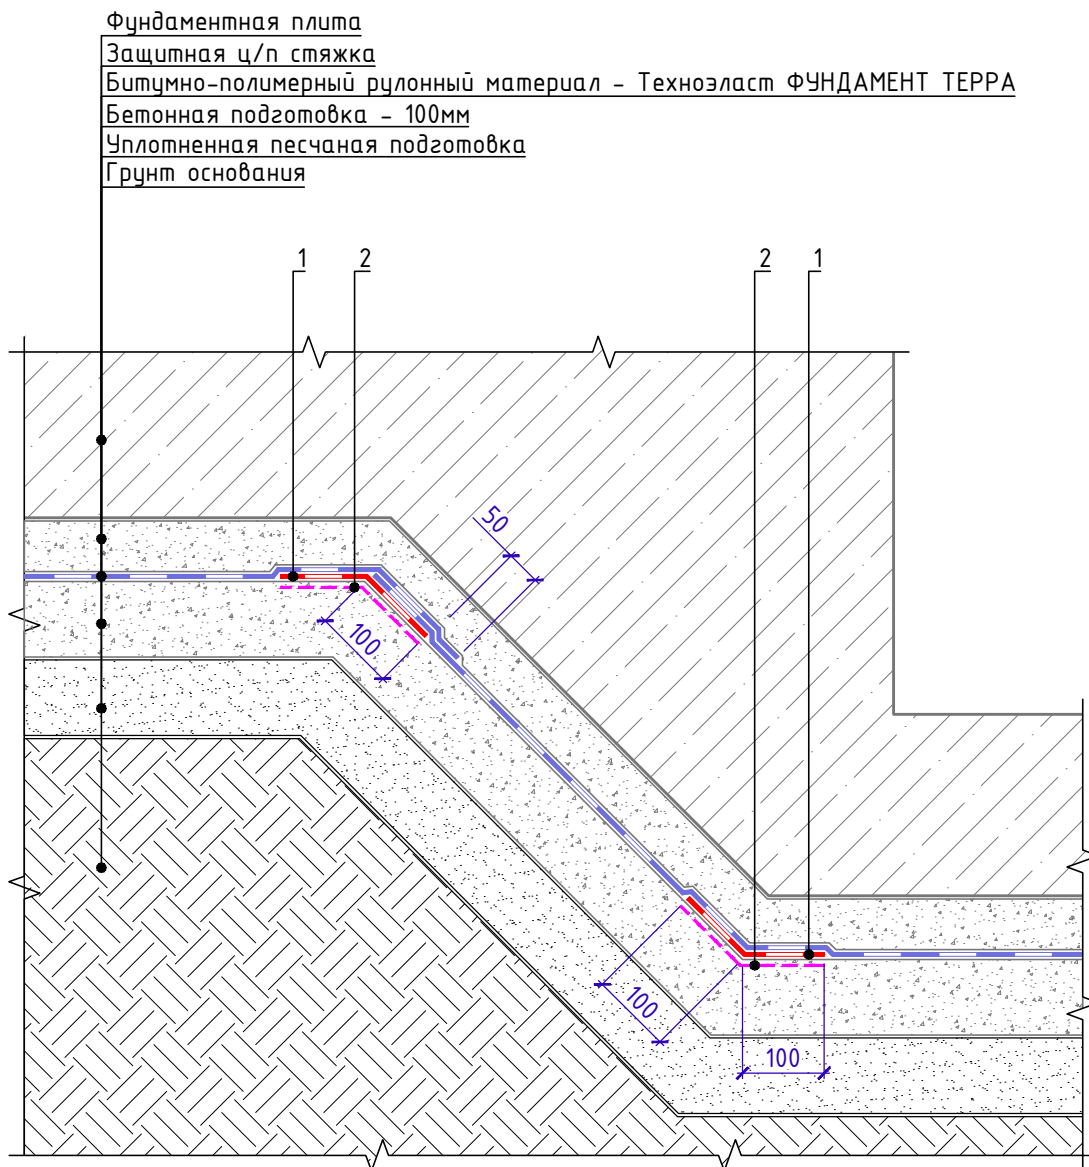 Фундаментная плита
Защитная ц/п стяжка
Битумно-полимерный рулонный материал - Техноэласт ФУНДАМЕНТ ТЕРРА
Бетонная подготовка - 100мм
Уплотненная песчаная подготовка
Грунт основания
1 2 2 1
50
100
100
100